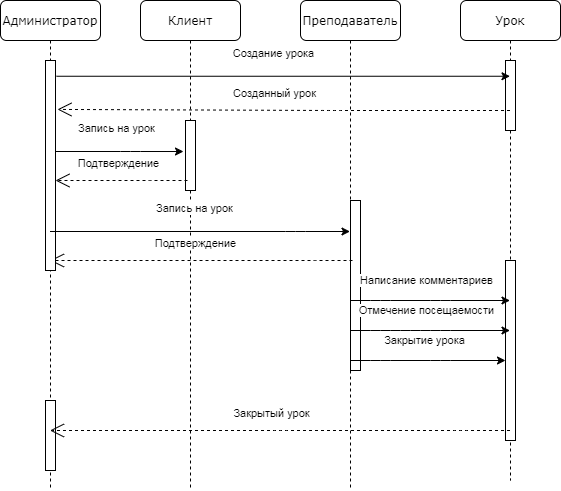 Администратор
Клиент
Преподаватель
Урок
Создание урока
Созданный урок
Запись на урок
Подтверждение
Запись на урок
Подтверждение
Написание комментариев
Отмечение посещаемости
Закрытие урока
Закрытый урок